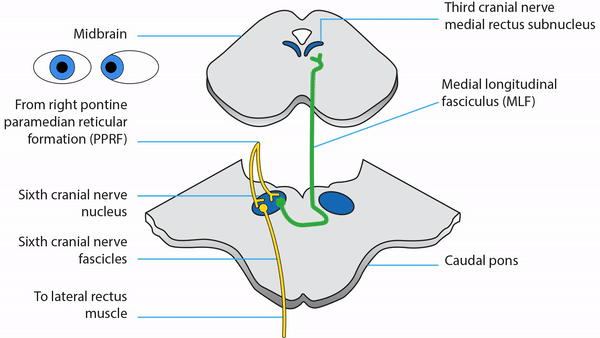 Third cranial nerve
medial rectus subnucleus
Midbrain
Medial longitudinal
fasciculus (MLF)
From right pontine
paramedian reticular
formation (PPRF)
Sixth cranial nerve
nucleus
Sixth cranial nerve
fascicles
Caudal pons
To lateral rectus
muscle